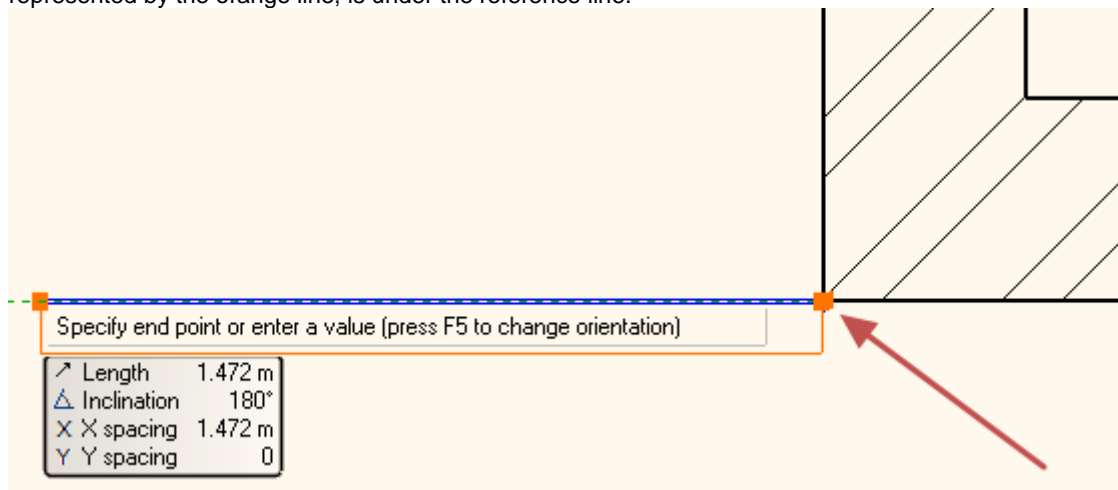 represented by the orange line, is under the reference line.
Specify end point or enter a value (press F5 to change orientation)
Length 1.472 m
Inclination 180°
X X spacing 1.472 m
Y Y spacing 0